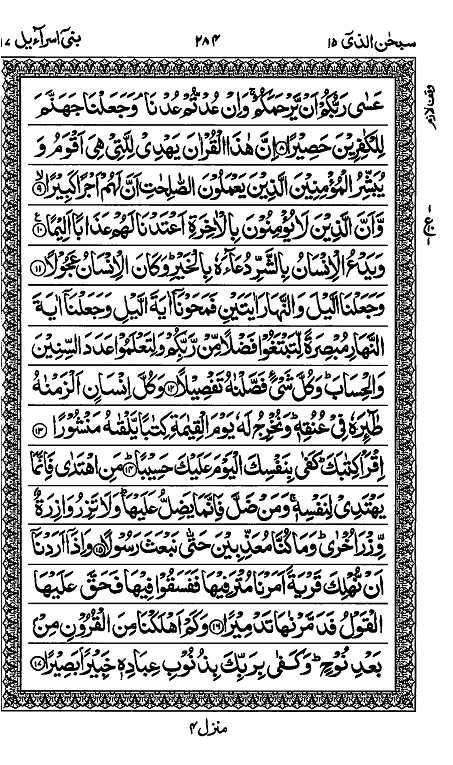 سبحٰن الذیٓ ۱۵ ۲۸۴ بنیٓ اسرآءیل ۱۷
عَسٰى رَبُّكُمْ اَنْ يَّرْحَمَكُمْ ۚ وَاِنْ عُدْتُّمْ عُدْنَا ۘ وَجَعَلْنَا جَهَنَّمَ
لِلْكٰفِرِيْنَ حَصِيْرًا ۝۸ اِنَّ هٰذَا الْقُرْاٰنَ يَهْدِيْ لِلَّتِيْ هِيَ اَقْوَمُ وَ
يُبَشِّرُ الْمُؤْمِنِيْنَ الَّذِيْنَ يَعْمَلُوْنَ الصّٰلِحٰتِ اَنَّ لَهُمْ اَجْرًا كَبِيْرًا ۝۹ۙ
وَّاَنَّ الَّذِيْنَ لَا يُؤْمِنُوْنَ بِالْاٰخِرَةِ اَعْتَدْنَا لَهُمْ عَذَابًا اَلِيْمًا ۝۱۰ع
وَيَدْعُ الْاِنْسَانُ بِالشَّرِّ دُعَآءَهٗ بِالْخَيْرِ ؕ وَكَانَ الْاِنْسَانُ عَجُوْلًا ۝۱۱
وَجَعَلْنَا الَّيْلَ وَالنَّهَارَ اٰيَتَيْنِ فَمَحَوْنَاۤ اٰيَةَ الَّيْلِ وَجَعَلْنَاۤ اٰيَةَ
النَّهَارِ مُبْصِرَةً لِّتَبْتَغُوْا فَضْلًا مِّنْ رَّبِّكُمْ وَلِتَعْلَمُوْا عَدَدَ السِّنِيْنَ
وَالْحِسَابَ ؕ وَكُلَّ شَيْءٍ فَصَّلْنٰهُ تَفْصِيْلًا ۝۱۲ وَكُلَّ اِنْسَانٍ اَلْزَمْنٰهُ
طٰٓئِرَهٗ فِيْ عُنُقِهٖ ؕ وَنُخْرِجُ لَهٗ يَوْمَ الْقِيٰمَةِ كِتٰبًا يَّلْقٰىهُ مَنْشُوْرًا ۝۱۳
اِقْرَاْ كِتٰبَكَ ؕ كَفٰى بِنَفْسِكَ الْيَوْمَ عَلَيْكَ حَسِيْبًا ۝۱۴ؕ مَنِ اهْتَدٰى فَاِنَّمَا
يَهْتَدِيْ لِنَفْسِهٖ ۚ وَمَنْ ضَلَّ فَاِنَّمَا يَضِلُّ عَلَيْهَا ؕ وَلَا تَزِرُ وَازِرَةٌ
وِّزْرَ اُخْرٰى ؕ وَمَا كُنَّا مُعَذِّبِيْنَ حَتّٰى نَبْعَثَ رَسُوْلًا ۝۱۵ وَاِذَاۤ اَرَدْنَاۤ
اَنْ نُّهْلِكَ قَرْيَةً اَمَرْنَا مُتْرَفِيْهَا فَفَسَقُوْا فِيْهَا فَحَقَّ عَلَيْهَا
الْقَوْلُ فَدَمَّرْنٰهَا تَدْمِيْرًا ۝۱۶ وَكَمْ اَهْلَكْنَا مِنَ الْقُرُوْنِ مِنْۢ
بَعْدِ نُوْحٍ ؕ وَكَفٰى بِرَبِّكَ بِذُنُوْبِ عِبَادِهٖ خَبِيْرًۢا بَصِيْرًا ۝۱۷
وقف لازم
ع
منزل ۴